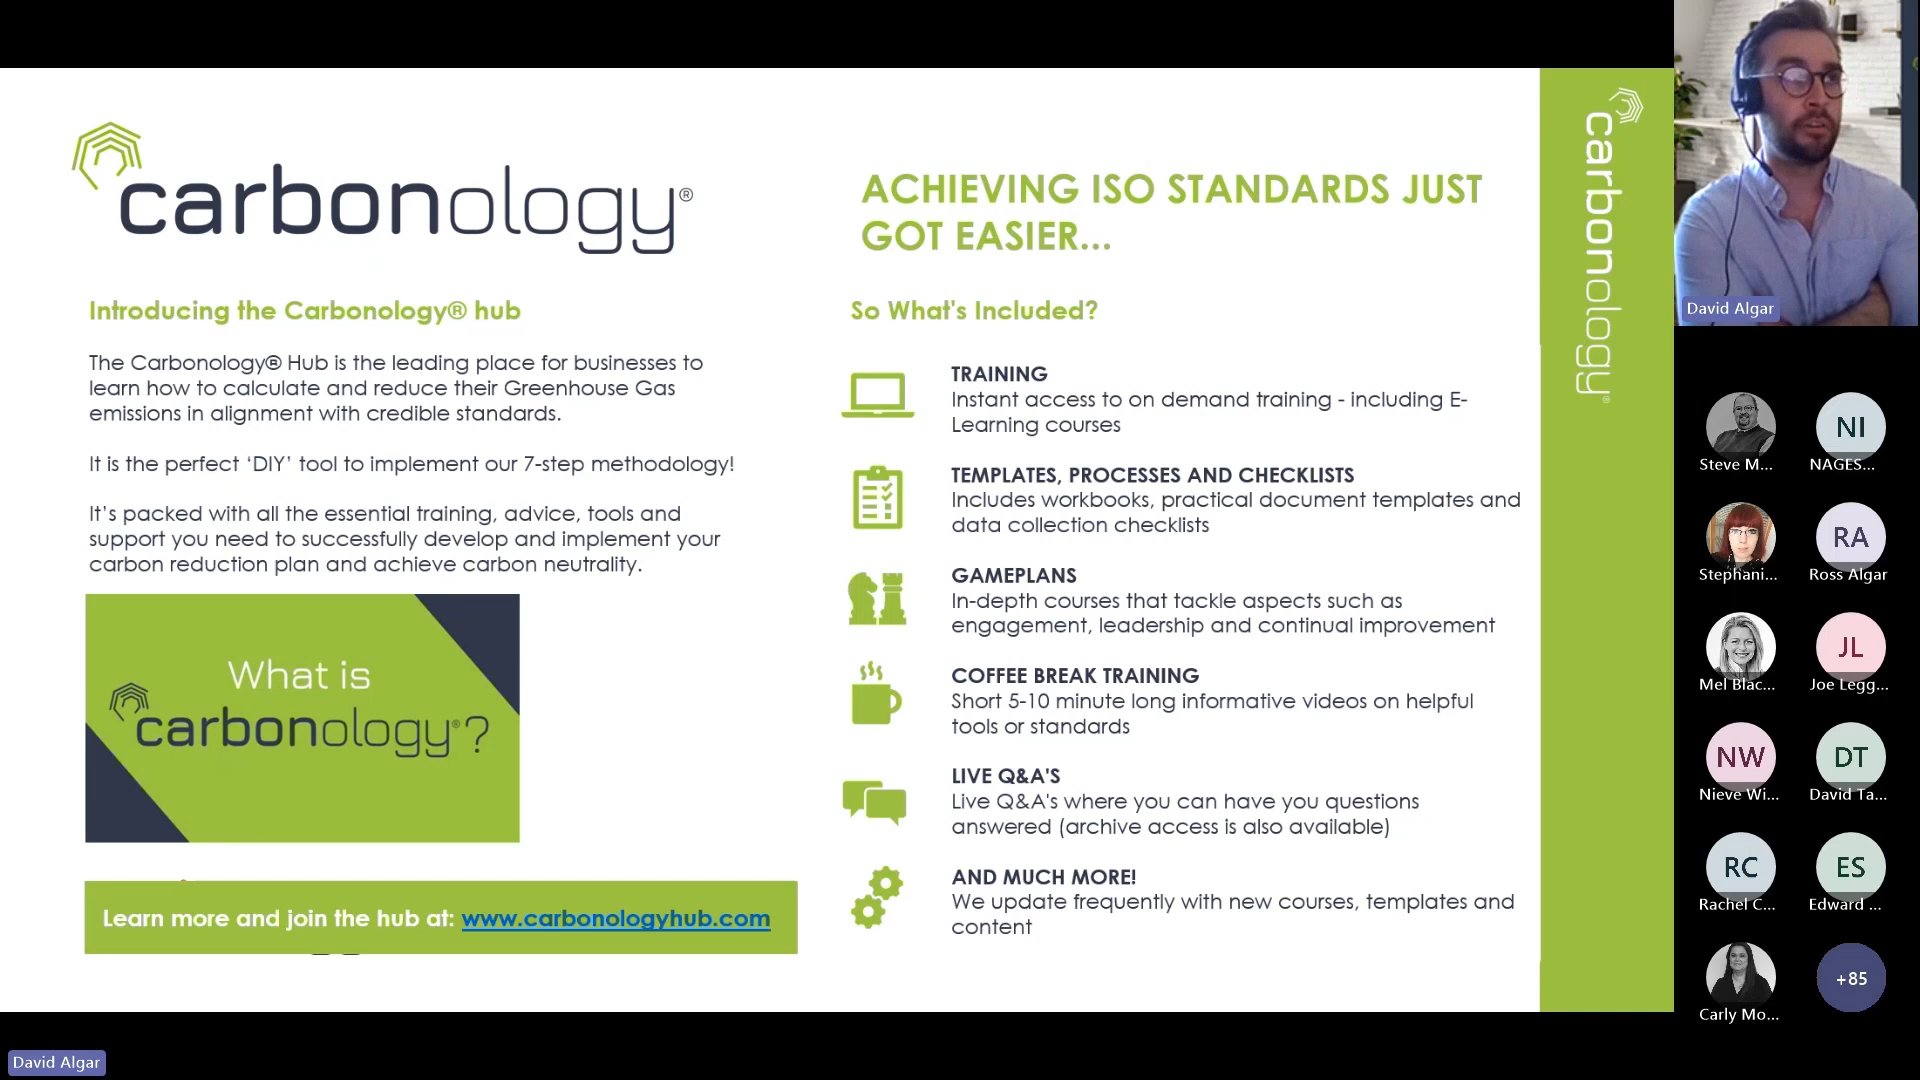 carbonology®
ACHIEVING ISO STANDARDS JUST
GOT EASIER...
Introducing the Carbonology® hub
The Carbonology® Hub is the leading place for businesses to
learn how to calculate and reduce their Greenhouse Gas
emissions in alignment with credible standards.
It is the perfect ‘DIY’ tool to implement our 7-step methodology!
It’s packed with all the essential training, advice, tools and
support you need to successfully develop and implement your
carbon reduction plan and achieve carbon neutrality.
What is
carbonology®?
Learn more and join the hub at: www.carbonologyhub.com
So What's Included?
TRAINING
Instant access to on demand training - including E-
Learning courses
TEMPLATES, PROCESSES AND CHECKLISTS
Includes workbooks, practical document templates and
data collection checklists
GAMEPLANS
In-depth courses that tackle aspects such as
engagement, leadership and continual improvement
COFFEE BREAK TRAINING
Short 5-10 minute long informative videos on helpful
tools or standards
LIVE Q&A'S
Live Q&A's where you can have you questions
answered (archive access is also available)
AND MUCH MORE!
We update frequently with new courses, templates and
content
carbonology®
David Algar
Steve M...
NI
NAGES...
Stephani...
RA
Ross Algar
Mel Blac...
JL
Joe Legg...
NW
Nieve Wi...
DT
David Ta...
RC
Rachel C...
ES
Edward ...
Carly Mo...
+85
David Algar